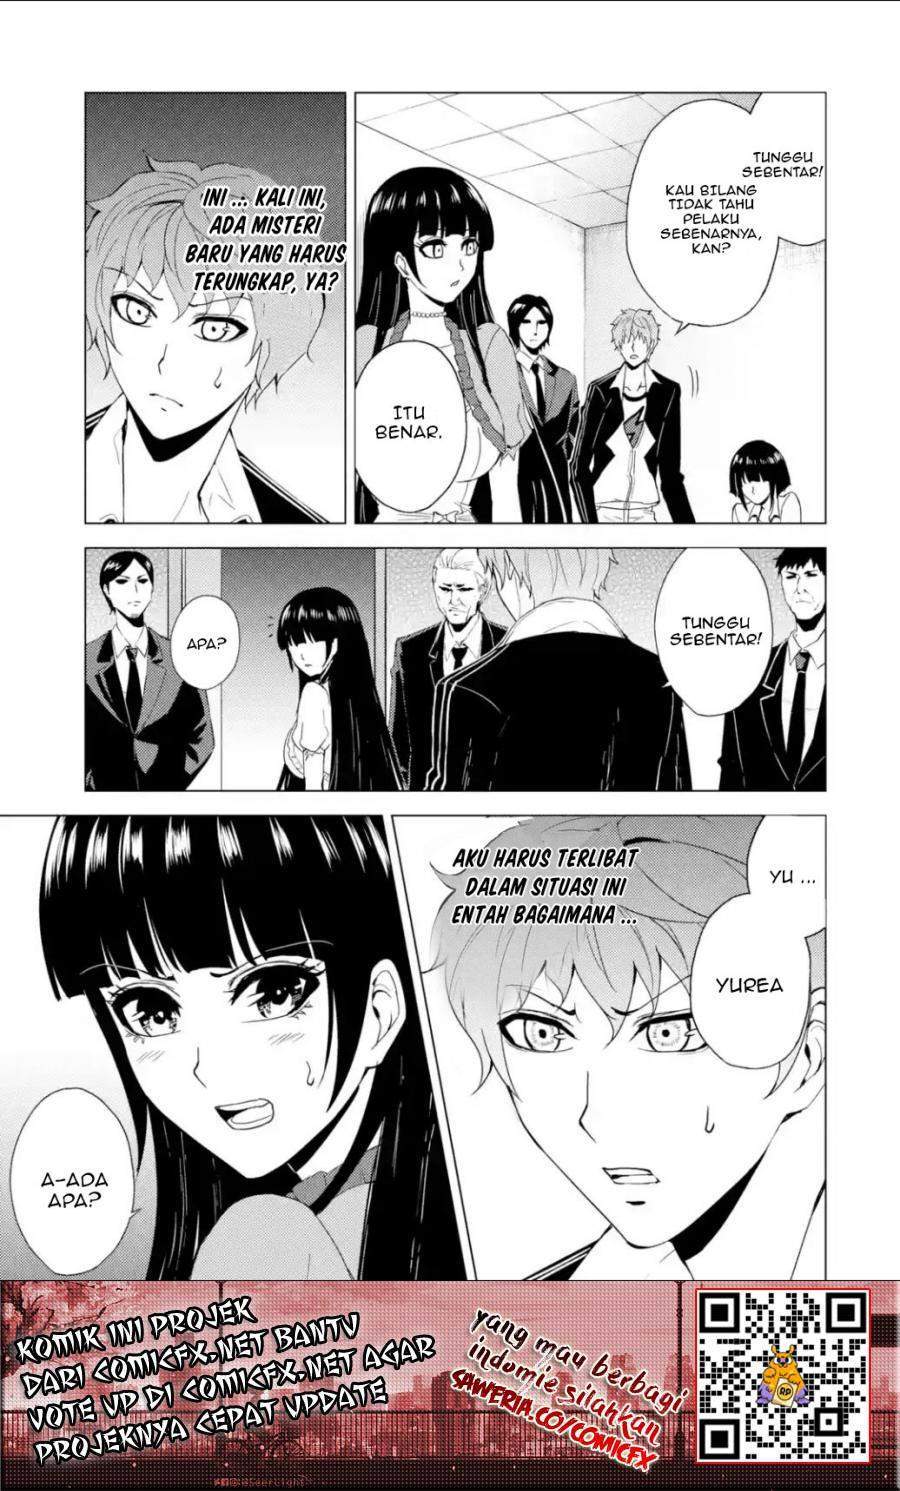 TUNGGU
SEBENTAR!
KAU BILANG
TIDAK TAHU
PELAKU
SEBENARNYA,
KAN?
ITU
BENAR.
INI ... KALI INI,
ADA MISTERI
BARU YANG HARUS
TERUNGKAP, YA?
TUNGGU
SEBENTAR!
APA?
YU ...
YUREA
AKU HARUS TERLIBAT
DALAM SITUASI INI
ENTAH BAGAIMANA ...
A-ADA
APA?
KOMIK INI PROJEK
DARI COMICFX.NET BANTU
VOTE UP DI COMICFX.NET AGAR
PROJEKNYA CEPAT UPDATE
yang mau berbagi
indomie silahkan
SAWERIA.CO/COMICFX
RP
@SeerLight